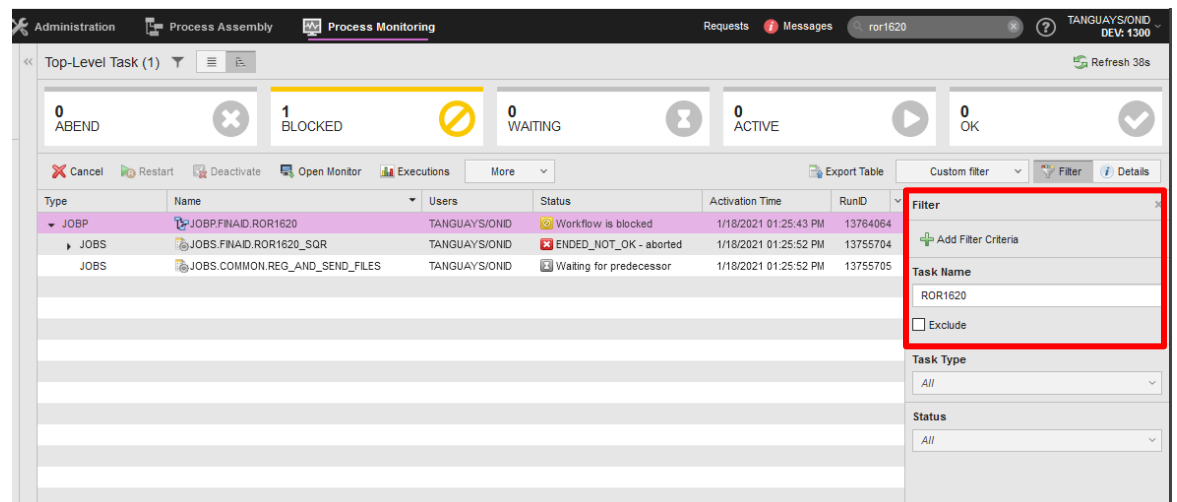 Administration Process Assembly Process Monitoring Requests Messages ror1620 ? TANGUAYS/ONID
DEV: 1300
Top-Level Task (1) Refresh 38s
0 1 0 0 0
ABEND BLOCKED WAITING ACTIVE OK
Cancel Restart Deactivate Open Monitor Executions More Export Table Custom filter Filter Details
Type Name Users Status Activation Time RunID Filter
JOBP JOBP.FINAID.ROR1620 TANGUAYS/ONID Workflow is blocked 1/18/2021 01:25:43 PM 13764064
Add Filter Criteria
JOBS JOBS.FINAID.ROR1620_SQR TANGUAYS/ONID ENDED_NOT_OK - aborted 1/18/2021 01:25:52 PM 13755704
JOBS JOBS.COMMON.REG_AND_SEND_FILES TANGUAYS/ONID Waiting for predecessor 1/18/2021 01:25:52 PM 13755705
Task Name
ROR1620
Exclude
Task Type
All
Status
All